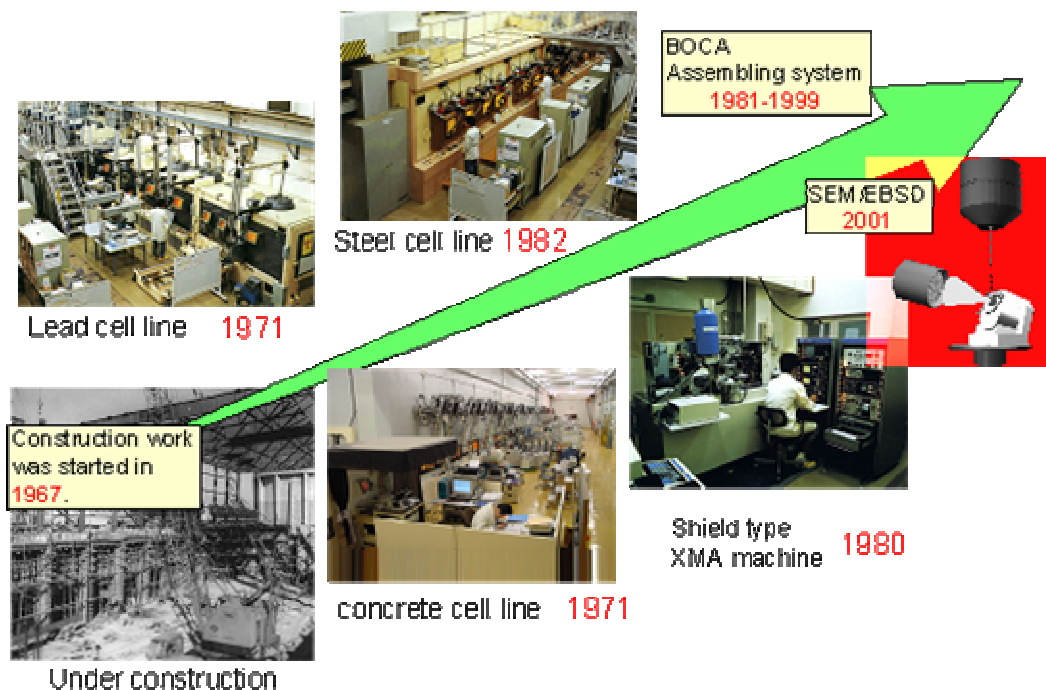 BOCA
Assembling system
1981-1999
SEM/EBSD
2001
Steel cell line 1982
Lead cell line 1971
Construction work
was started in
1967.
Shield type
XMA machine 1980
concrete cell line 1971
Under construction